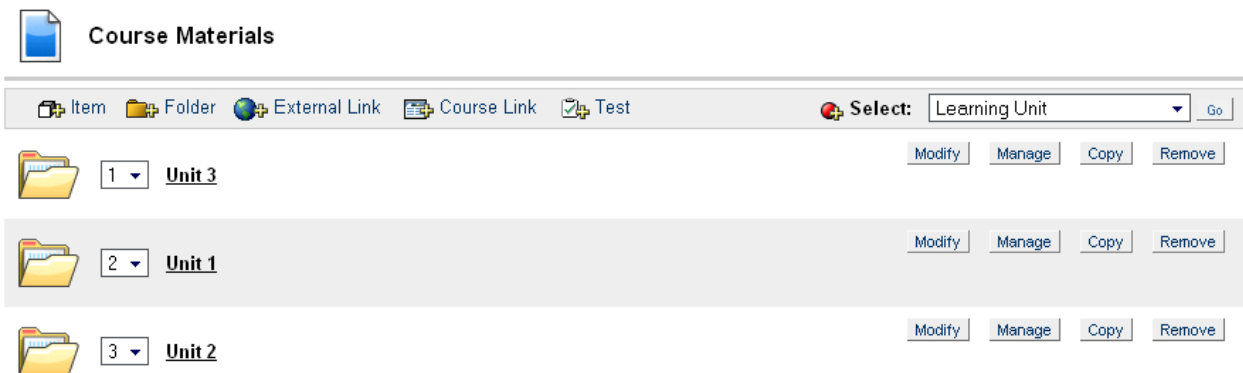 Course Materials
Item Folder External Link Course Link Test Select: Learning Unit Go
1 Unit 3 Modify Manage Copy Remove
2 Unit 1 Modify Manage Copy Remove
3 Unit 2 Modify Manage Copy Remove